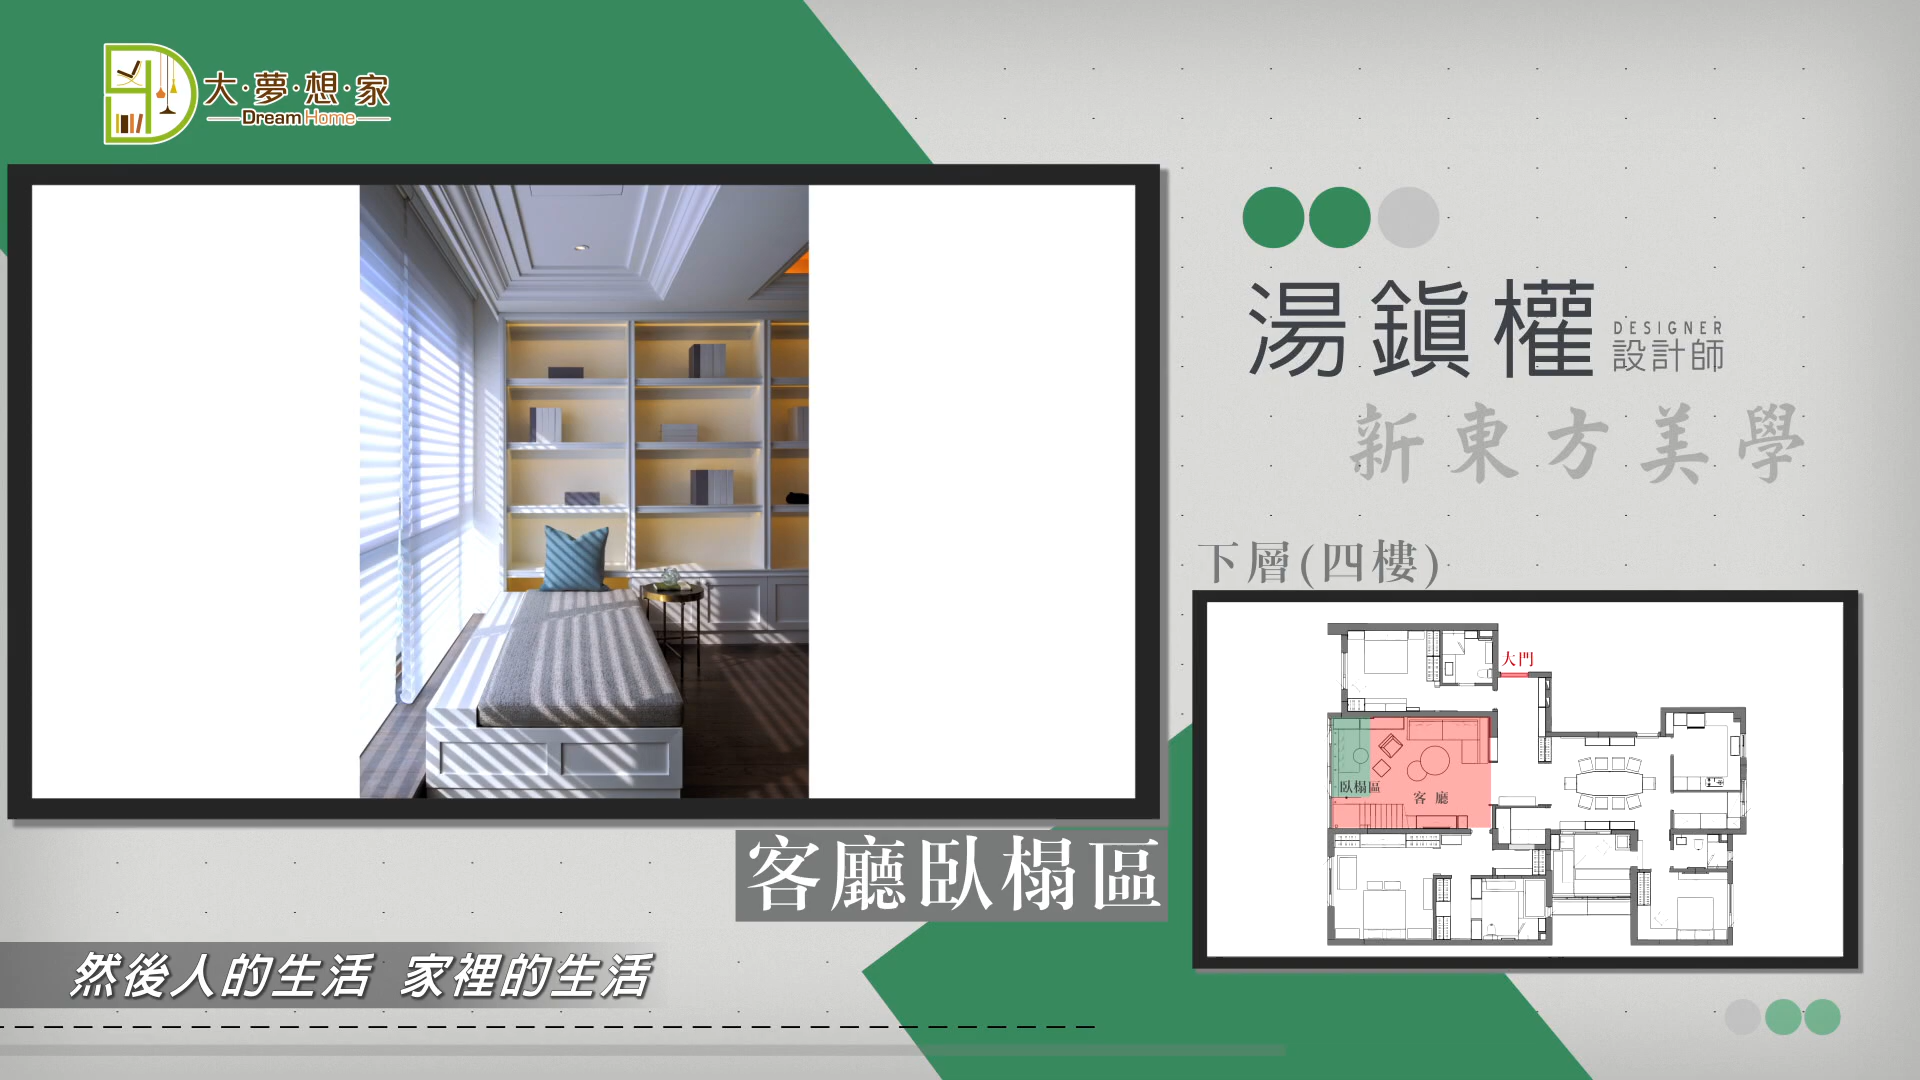 大·夢·想·家
Dream Home
湯鎮權
DESIGNER
設計師
新東方美學
下層(四樓)
大門
臥榻區
客廳
客廳臥榻區
然後人的生活 家裡的生活